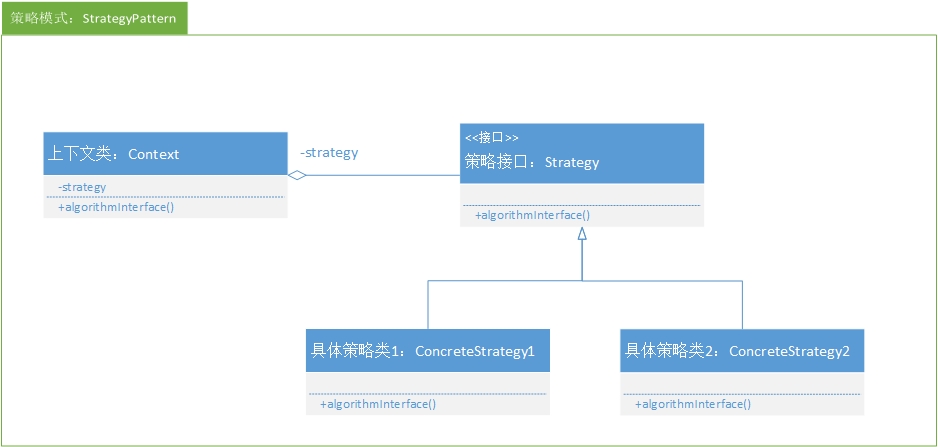 策略模式：StrategyPattern
上下文类：Context
-strategy
+algorithmInterface()
-strategy
<<接口>>
策略接口：Strategy
+algorithmInterface()
具体策略类1：ConcreteStrategy1
+algorithmInterface()
具体策略类2：ConcreteStrategy2
+algorithmInterface()